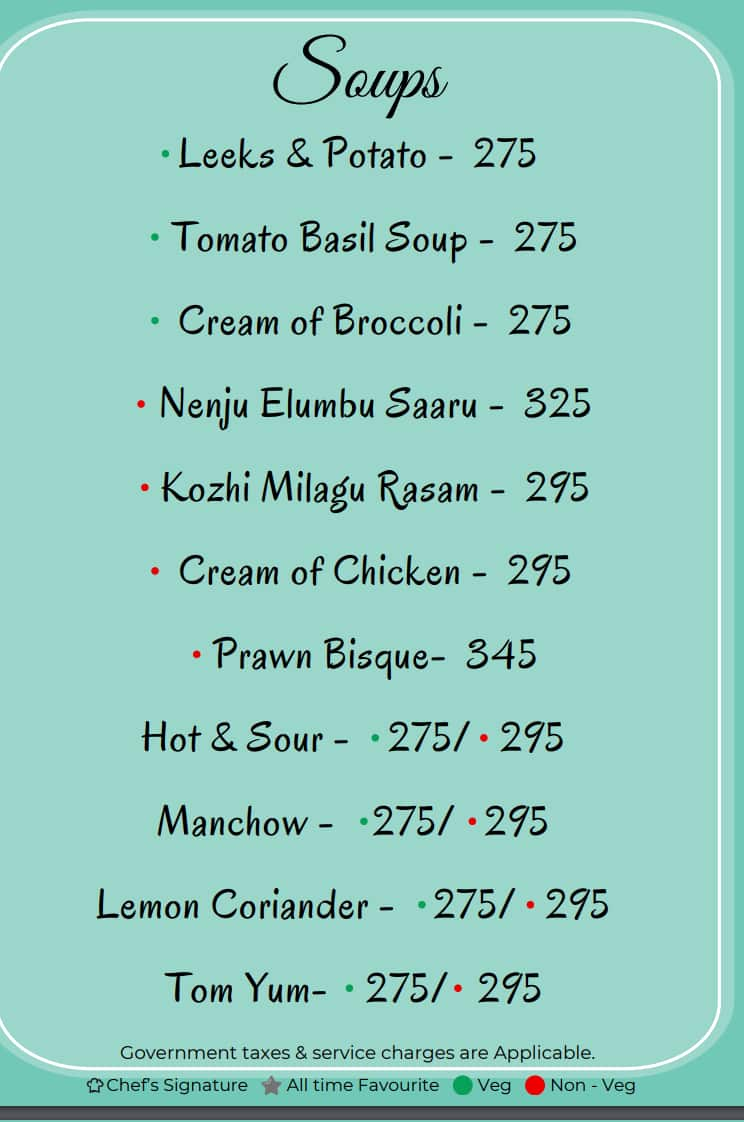 Soups
• Leeks & Potato - 275
• Tomato Basil Soup - 275
• Cream of Broccoli - 275
• Nenju Elumbu Saaru - 325
• Kozhi Milagu Rasam - 295
• Cream of Chicken - 295
• Prawn Bisque- 345
Hot & Sour - • 275/ • 295
Manchow - • 275/ • 295
Lemon Coriander - • 275/ • 295
Tom Yum- • 275/ • 295
Government taxes & service charges are Applicable.
Chef's Signature All time Favourite Veg Non - Veg